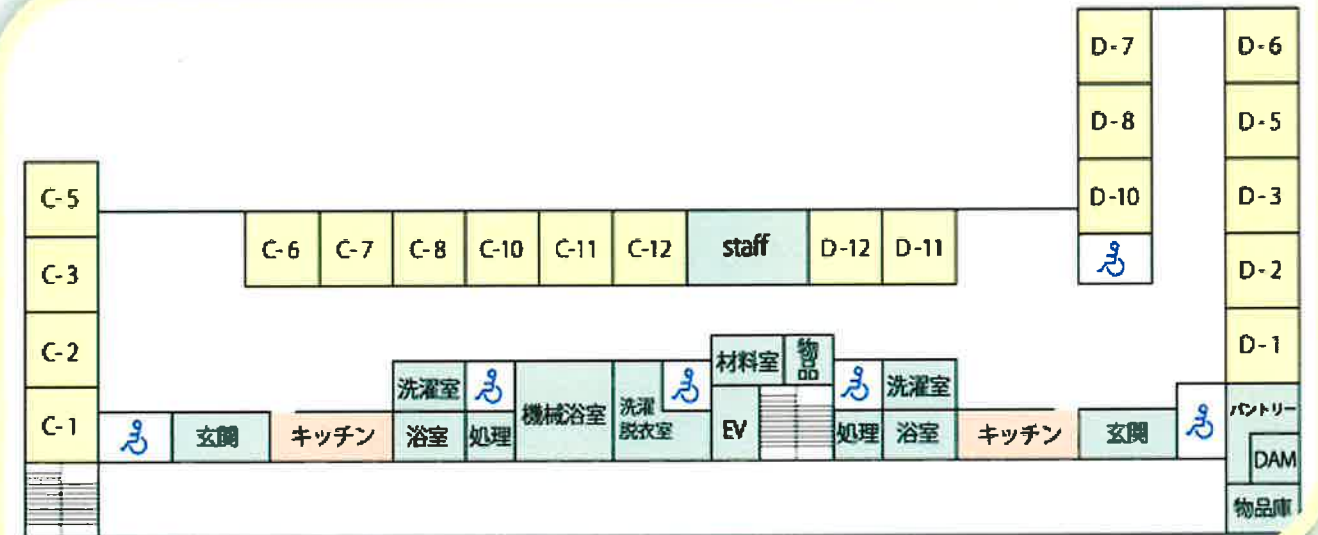 D-7
D-6
D-8
D-5
C-5
D-10
D-3
C-6
C-7
C-8
C-10
C-11
C-12
staff
D-12
D-11
C-3
D-2
C-2
D-1
材料室
物品
洗濯室
洗濯室
C-1
玄関
キッチン
浴室
処理
機械浴室
洗濯
脱衣室
EV
処理
浴室
キッチン
玄関
パントリー
DAM
物品庫